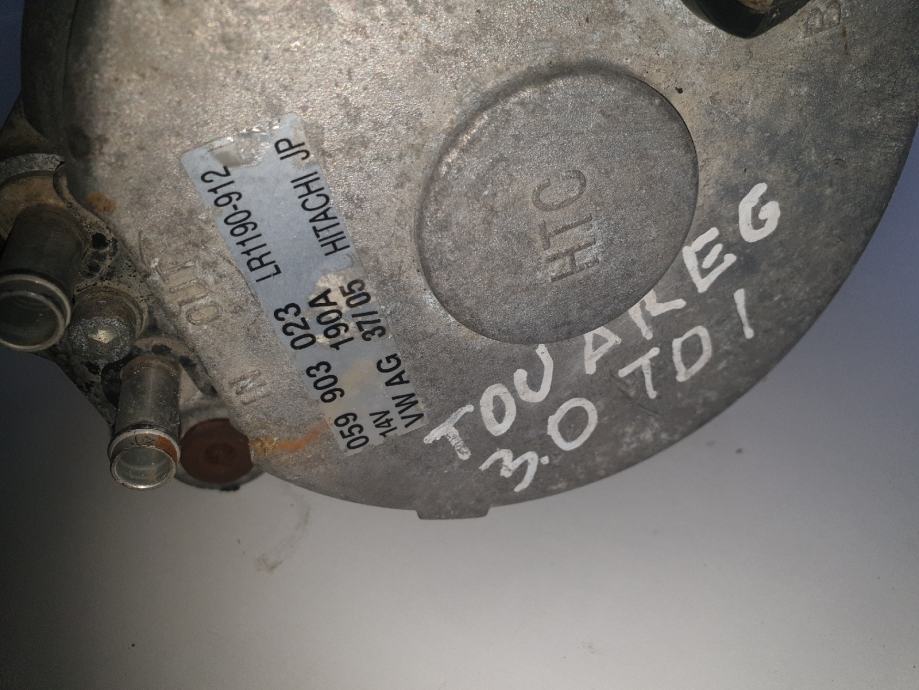 059 903 023 LR1190-912
14V 190A
VW AG 37/05 HITACHI JP
HTC
OUT
IN
B
TOUAREG
3.0 TDI